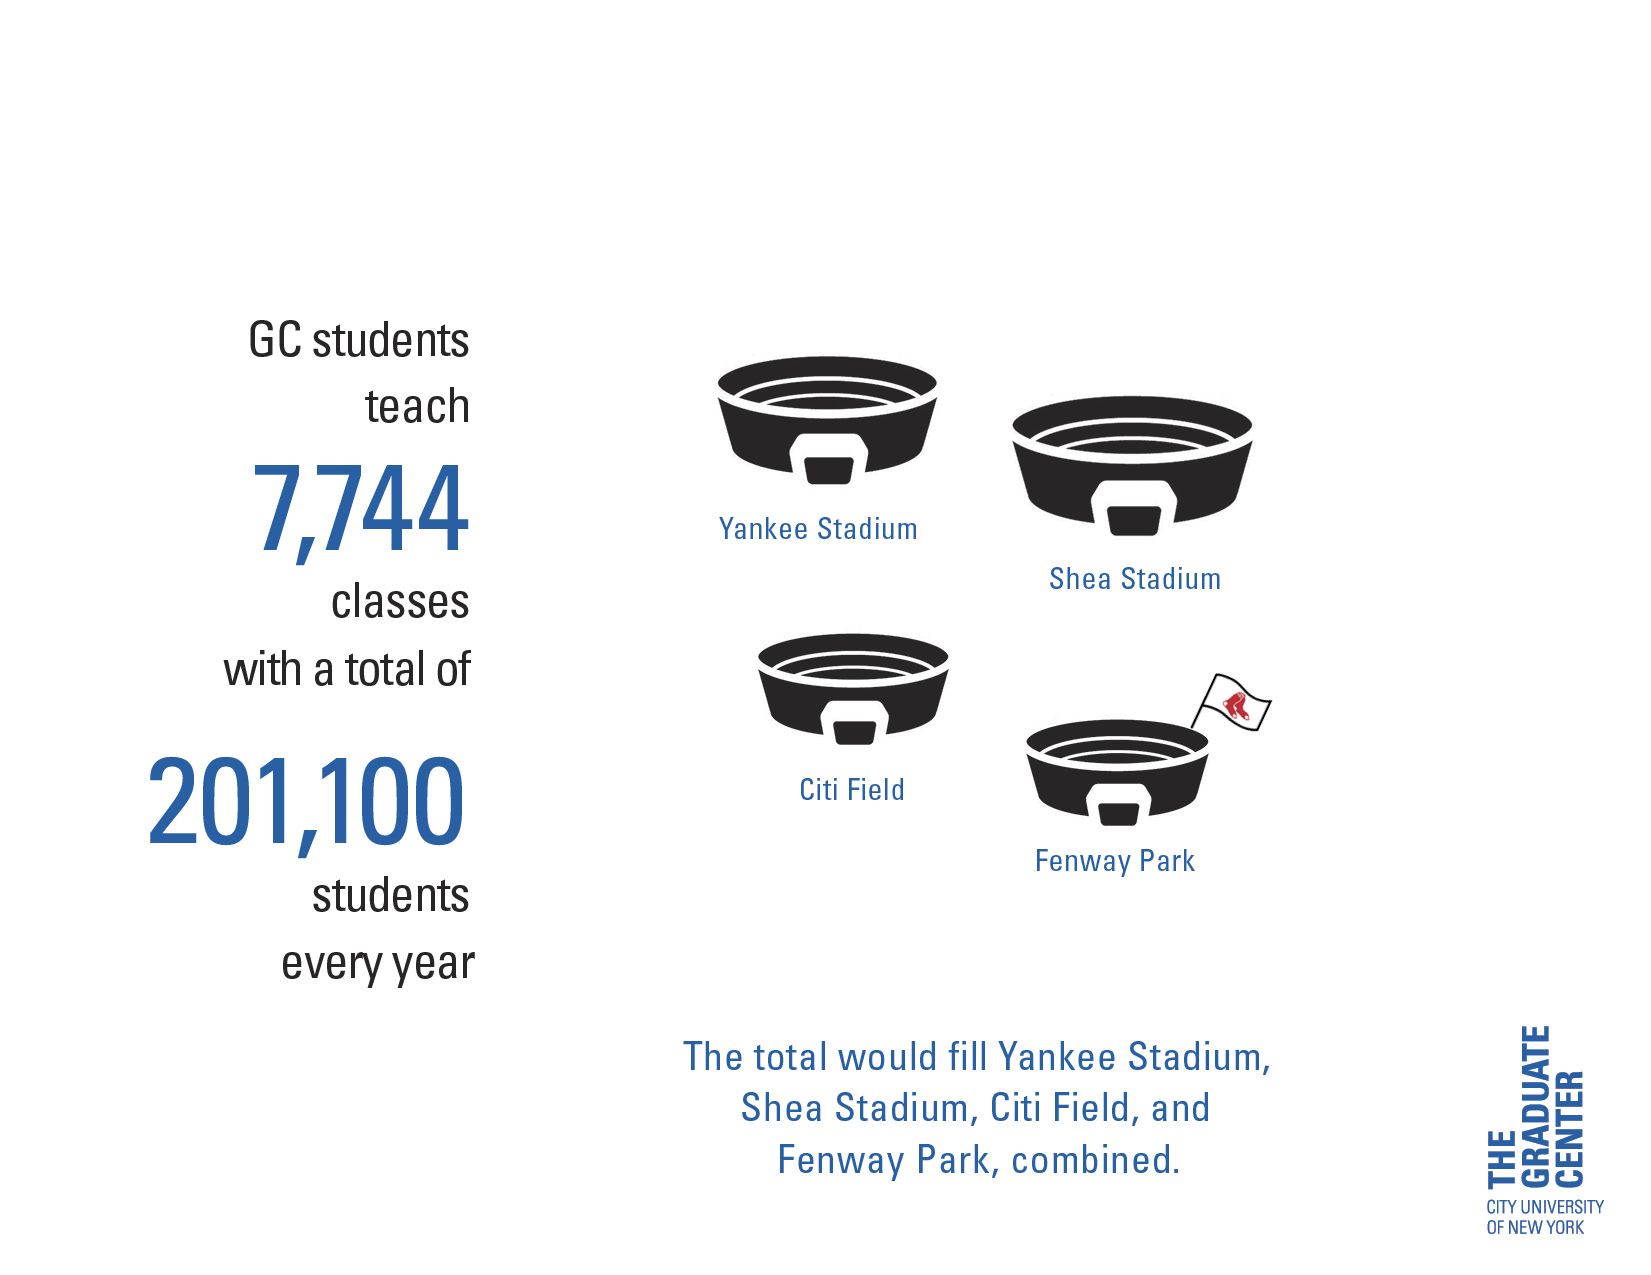 GC students
teach
7,744
classes
with a total of
201,100
students
every year
Yankee Stadium
Shea Stadium
Citi Field
Fenway Park
The total would fill Yankee Stadium,
Shea Stadium, Citi Field, and
Fenway Park, combined.
THE
GRADUATE
CENTER
CITY UNIVERSITY
OF NEW YORK